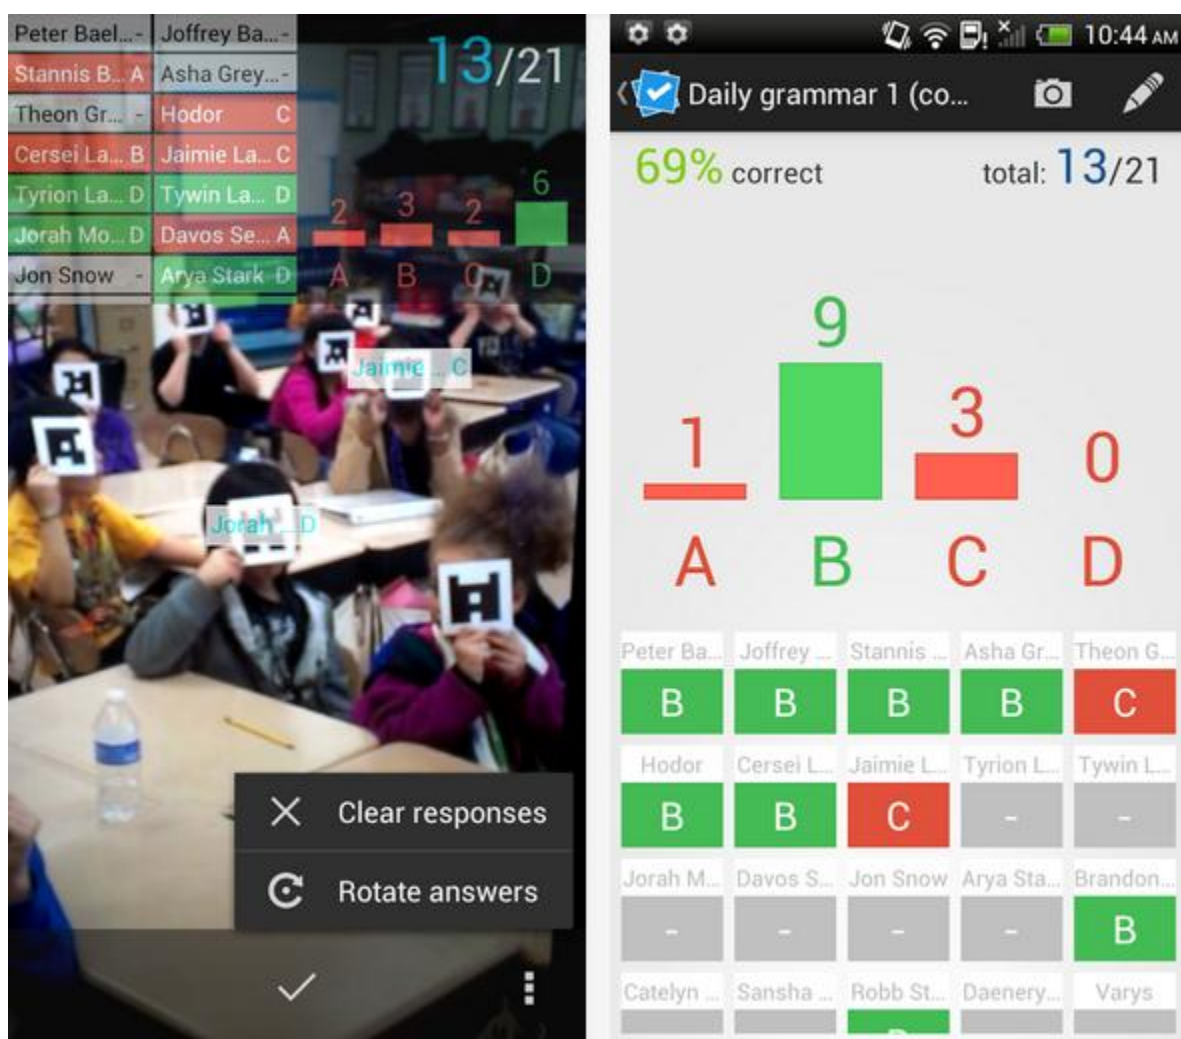 13/21
Peter Bael...- Joffrey Ba...-
Stannis B... A Asha Grey...-
Theon Gr... - Hodor C
Cersei La... B Jaimie La... C
Tyrion La... D Tywin La... D
Jorah Mo... D Davos Se... A
Jon Snow - Arya Stark D
2 3 2 6
A B C D
Jaimie ... C
Jorah ... D
Clear responses
Rotate answers
10:44 AM
Daily grammar 1 (co...
69% correct total: 13/21
1 9 3 0
A B C D
Peter Ba... Joffrey ... Stannis ... Asha Gr... Theon G...
B B B B C
Hodor Cersei L... Jaimie L... Tyrion L... Tywin L...
B B C - -
Jorah M... Davos S... Jon Snow Arya Sta... Brandon...
- - - - B
Catelyn ... Sansha ... Robb St... Daenery... Varys